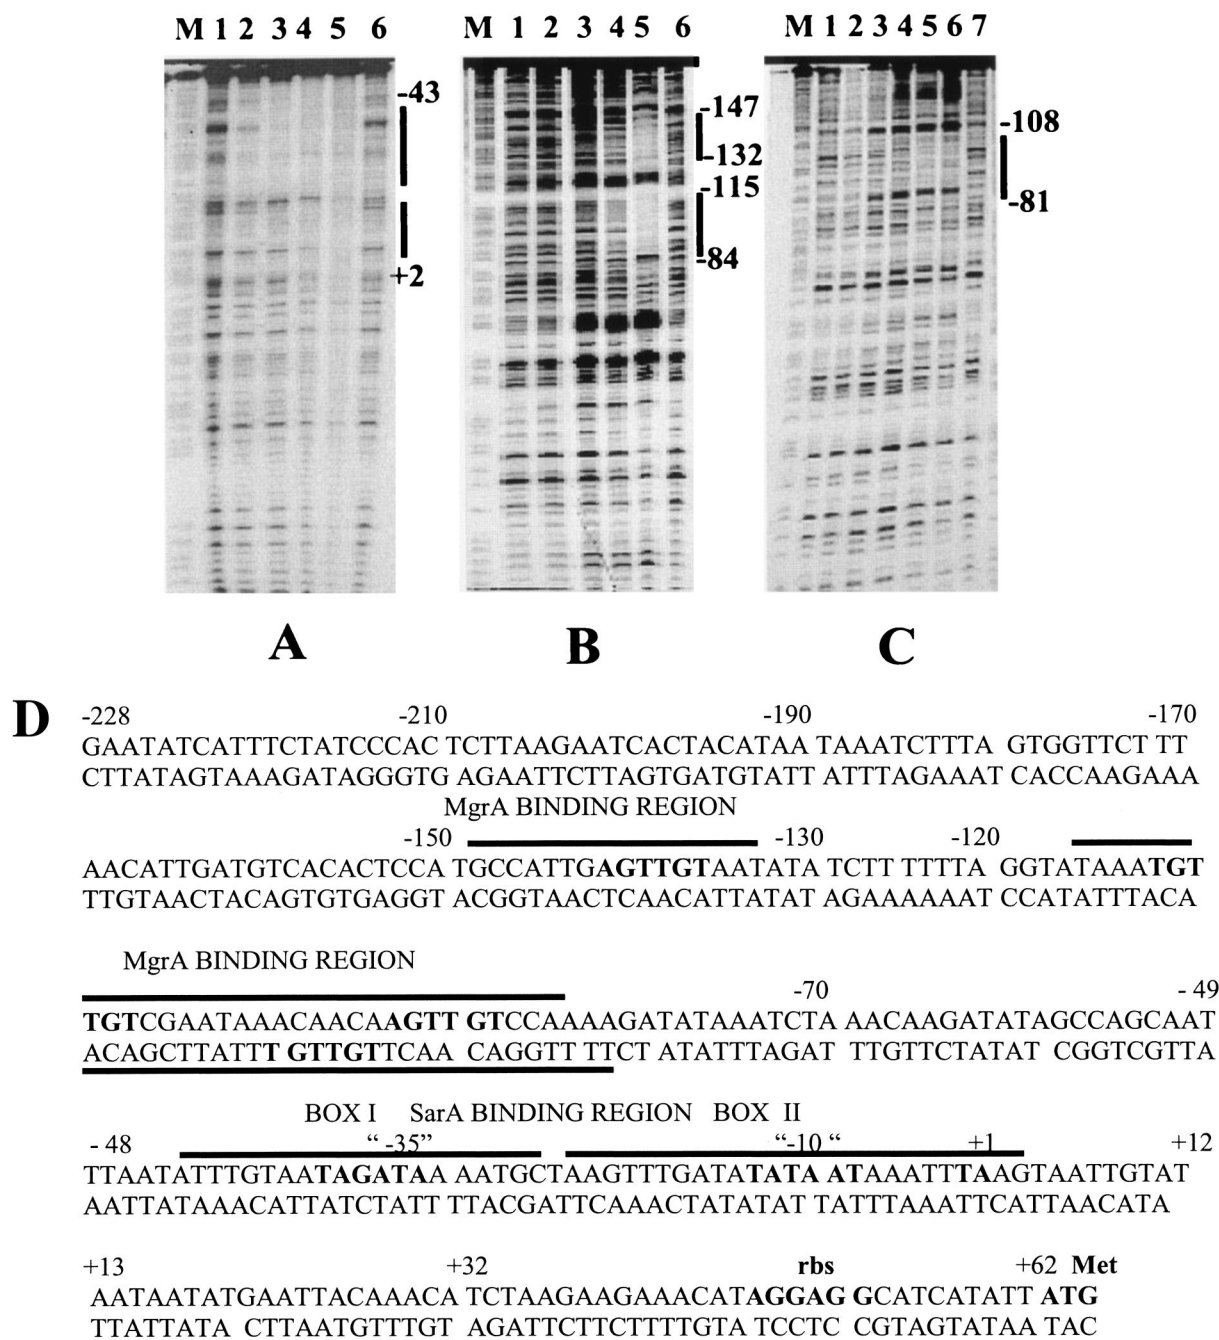 M 1 2 3 4 5 6
-43
+2
A
M 1 2 3 4 5 6
-147
-132
-115
-84
B
M 1 2 3 4 5 6 7
-108
-81
C
D
-228 -210 -190 -170
GAATATCATTTCTATCCCAC TCTTAAGAATCACTACATAA TAAATCTTTA GTGGTTCT TT
CTTATAGTAAAGATAGGGTG AGAATTCTTAGTGATGTATT ATTTAGAAAT CACCAAGAAA
MgrA BINDING REGION
-150 -130 -120
AACATTGATGTCACACTCCA TGCCATTGAGTTGTAATATA TCTT TTTTA GGTATAAATGT
TTGTAACTACAGTGTGAGGT ACGGTAACTCAACATTATAT AGAAAAAAT CCATATTTACA
MgrA BINDING REGION
-70 - 49
TGTCGAATAAACAACAAGTT GTCCAAAAGATATAAATCTA AACAAGATATAGCCAGCAAT
ACAGCTTATTT GTTGTTCAA CAGGTT TTCT ATATTTAGAT TTGTTCTATAT CGGTCGTTA
BOX I SarA BINDING REGION BOX II
- 48 “ -35” “-10 “ +1 +12
TTAATATTTGTAATAGATAAA AATGCTAAGTTTGATATATAA ATAAATTTAAGTAATTGTAT
AATTATAAACATTATCTATT TTACGATTCAAACTATATAT TATTTAAATTCATTAACATA
+13 +32 rbs +62 Met
AATAATATGAATTACAAACA TCTAAGAAGAAACATAGGAG GCATCATATT ATG
TTATTATA CTTAATGTTTGT AGATTCTTCTTTTGTA TCCTC CGTAGTATAA TAC